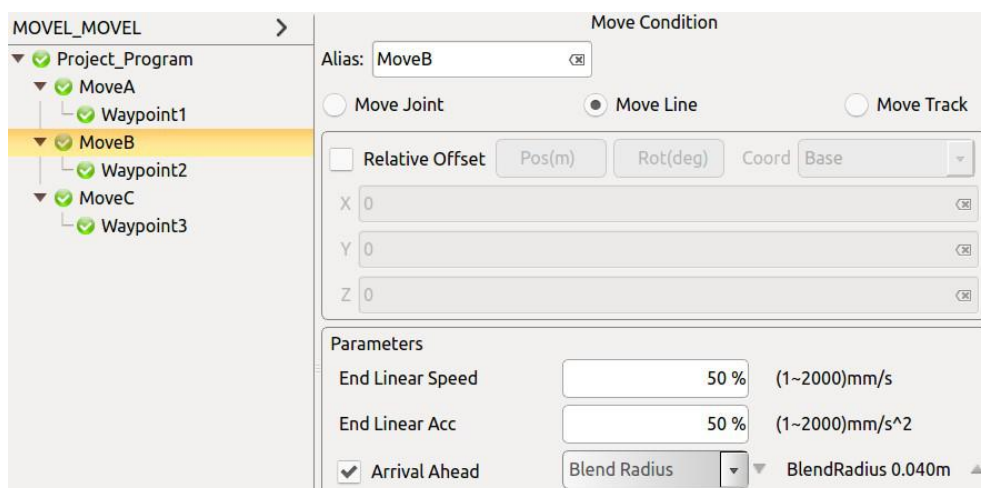 MOVEL_MOVEL
Project_Program
MoveA
Waypoint1
MoveB
Waypoint2
MoveC
Waypoint3
Move Condition
Alias: MoveB
Move Joint Move Line Move Track
Relative Offset Pos(m) Rot(deg) Coord Base
X 0
Y 0
Z 0
Parameters
End Linear Speed 50 % (1~2000)mm/s
End Linear Acc 50 % (1~2000)mm/s^2
Arrival Ahead Blend Radius BlendRadius 0.040m